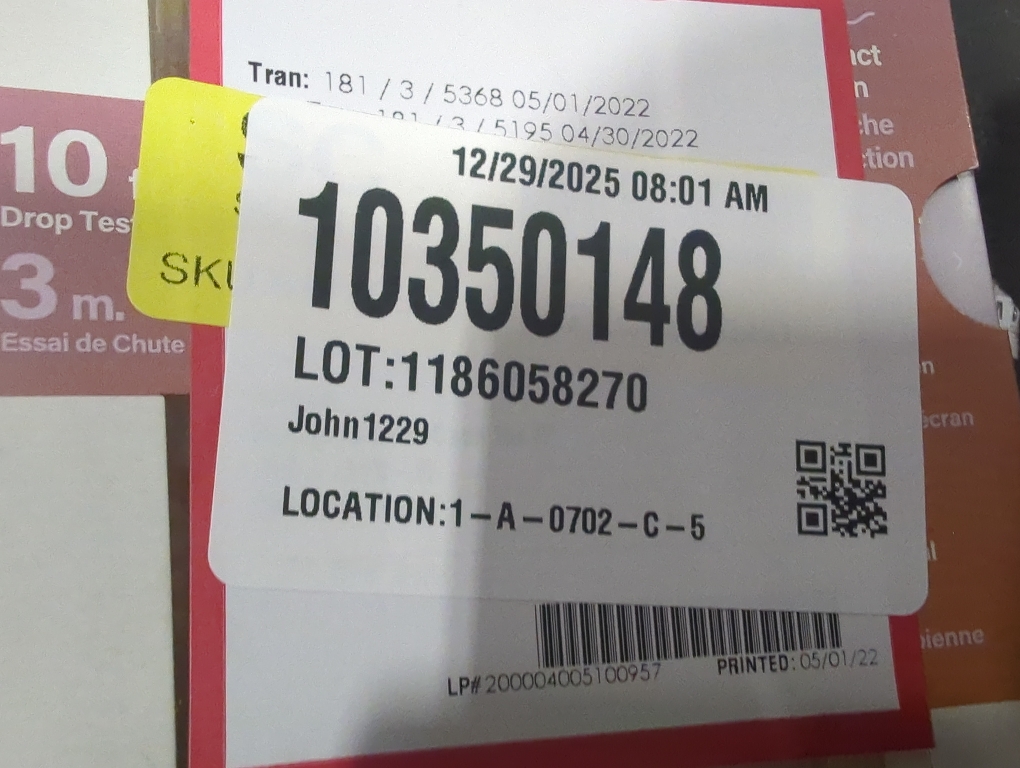 Tran: 181 / 3 / 5368 05/01/2022
181 / 3 / 5195 04/30/2022
12/29/2025 08:01 AM
10350148
LOT:1186058270
John1229
LOCATION:1-A-0702-C-5
LP# 200004005100957
PRINTED: 05/01/22
10
Drop Test
3 m.
Essai de Chute
SKU